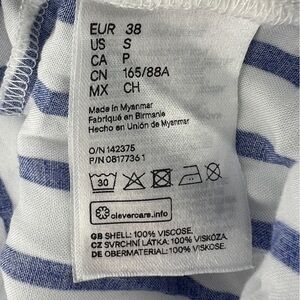 EUR 38
US S
CA P
CN 165/88A
MX CH
Made in Myanmar
Fabriqué en Birmanie
Hecho en Unión de Myanmar
O/N 142375
P/N 08177361
30
clevercare.info
GB SHELL: 100% VISCOSE.
CZ SVRCHNÍ LÁTKA: 100% VISKÓZA.
DE OBERMATERIAL: 100% VISKOSE.